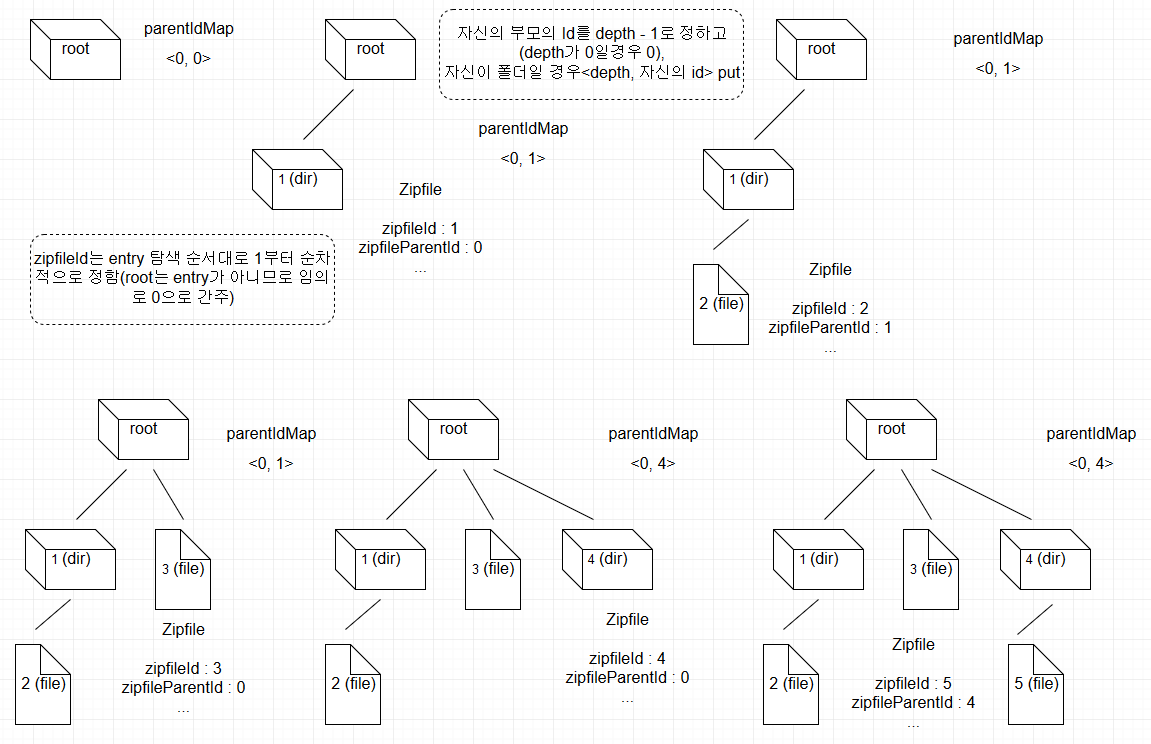 root
parentIdMap
<0, 0>
root
자신의 부모의 Id를 depth - 1로 정하고
(depth가 0일경우 0),
자신이 폴더일 경우<depth, 자신의 id> put
parentIdMap
<0, 1>
1 (dir)
Zipfile
zipfileId : 1
zipfileParentId : 0
...
zipfileId는 entry 탐색 순서대로 1부터 순차
적으로 정함(root는 entry가 아니므로 임의
로 0으로 간주)
root
parentIdMap
<0, 1>
1 (dir)
2 (file)
Zipfile
zipfileId : 2
zipfileParentId : 1
...
root
parentIdMap
<0, 1>
1 (dir)
3 (file)
2 (file)
Zipfile
zipfileId : 3
zipfileParentId : 0
...
root
parentIdMap
<0, 4>
1 (dir)
3 (file)
4 (dir)
2 (file)
Zipfile
zipfileId : 4
zipfileParentId : 0
...
root
parentIdMap
<0, 4>
1 (dir)
3 (file)
4 (dir)
2 (file)
Zipfile
zipfileId : 5
zipfileParentId : 4
...
5 (file)